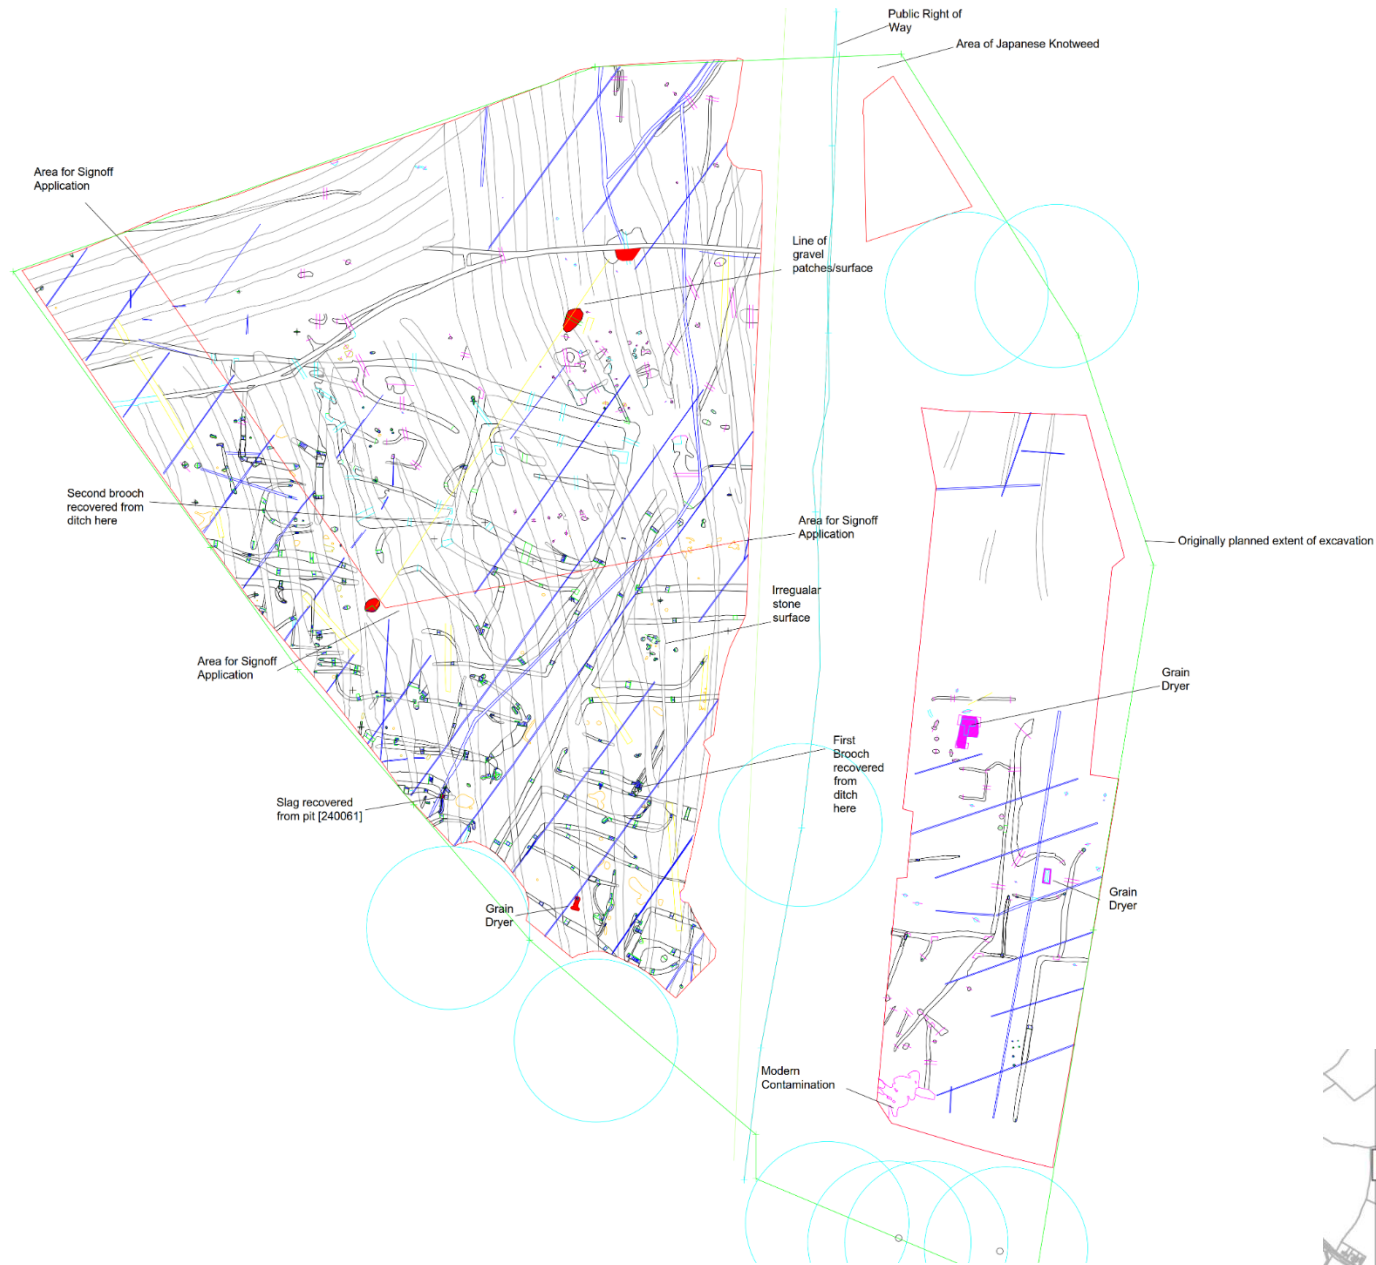 Public Right of
Way
Area of Japanese Knotweed
Area for Signoff
Application
Line of
gravel
patches/surface
Second brooch
recovered from
ditch here
Area for Signoff
Application
Originally planned extent of excavation
Irregualar
stone
surface
Area for Signoff
Application
Grain
Dryer
First
Brooch
recovered
from
ditch
here
Slag recovered
from pit [240061]
Grain
Dryer
Grain
Dryer
Modern
Contamination